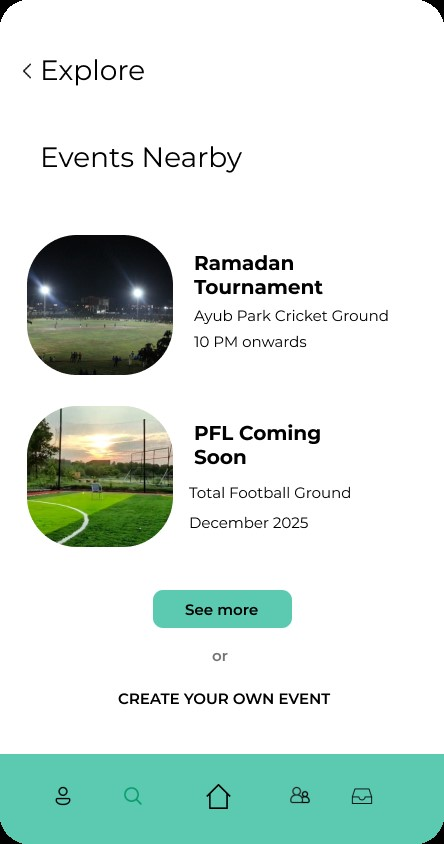 Explore
Events Nearby
Ramadan
Tournament
Ayub Park Cricket Ground
10 PM onwards
PFL Coming
Soon
Total Football Ground
December 2025
See more
or
CREATE YOUR OWN EVENT